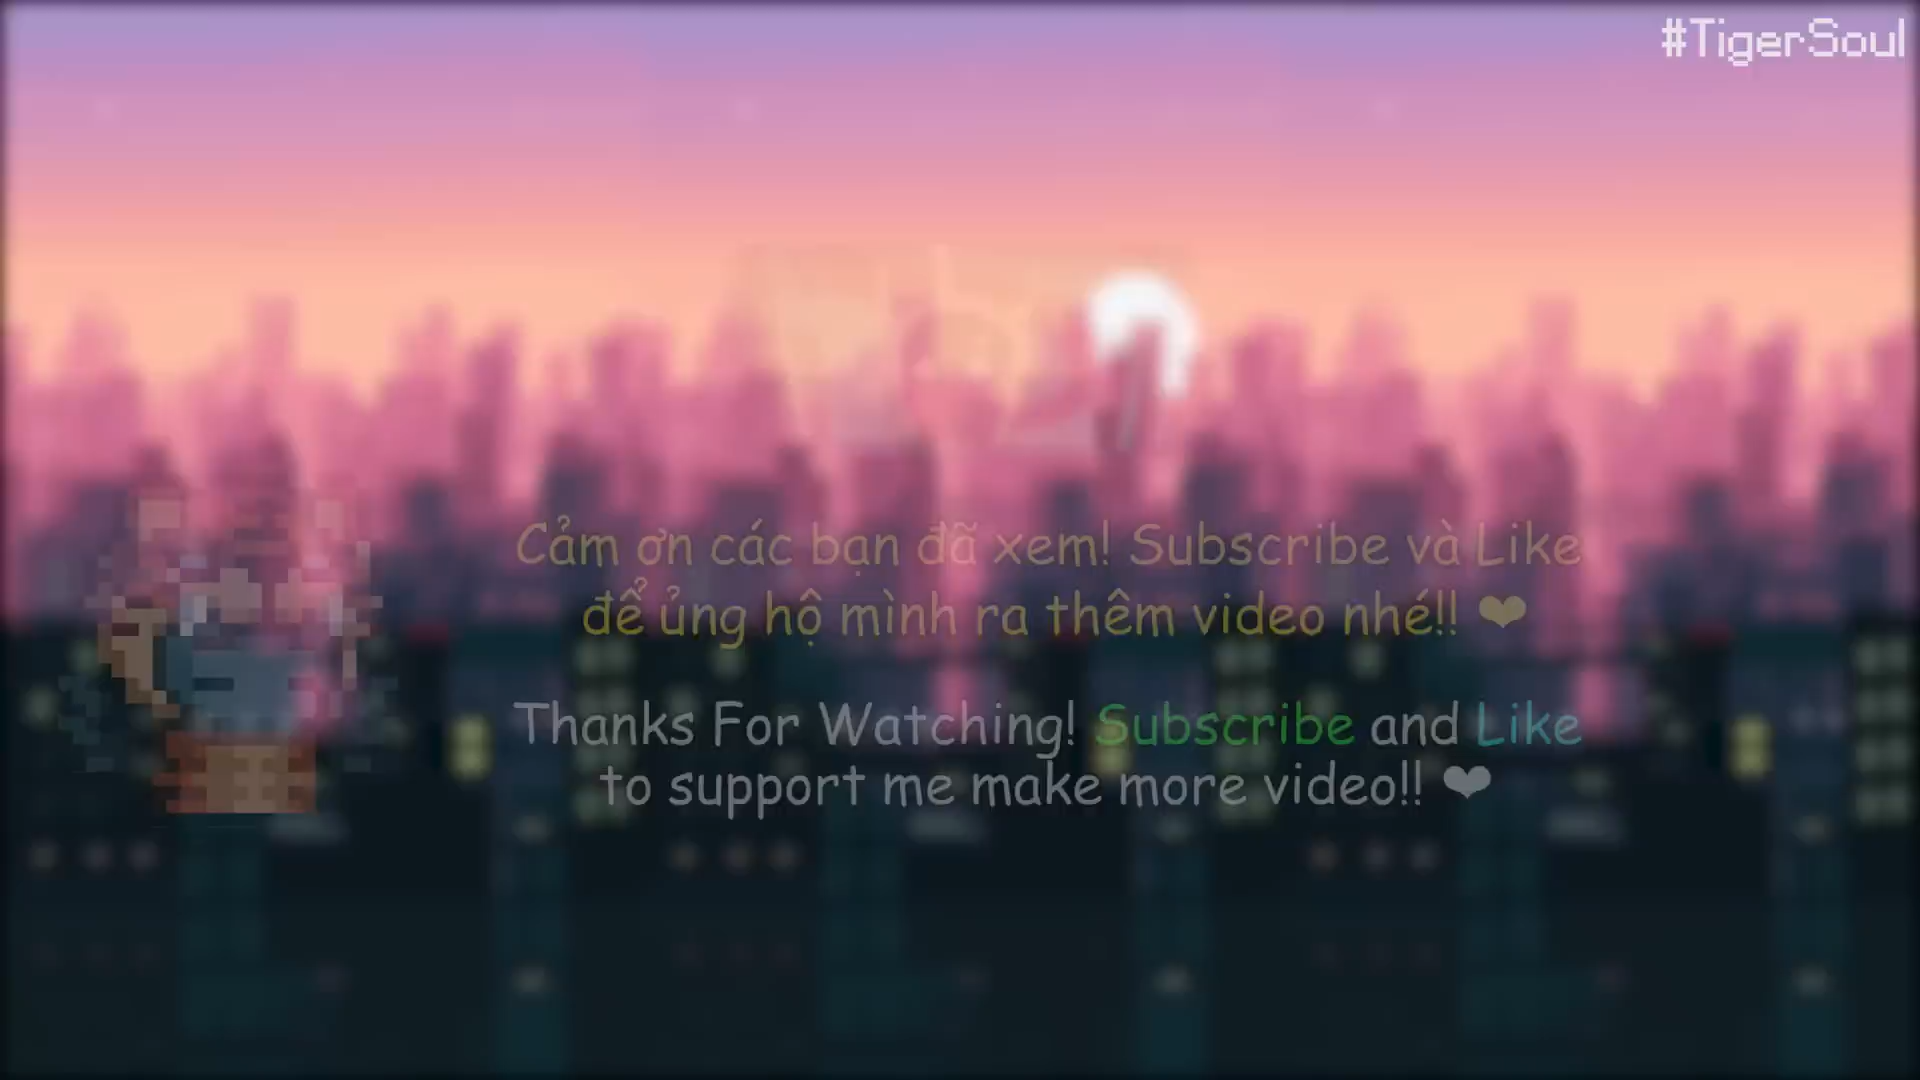 #TigerSoul
Cảm ơn các bạn đã xem! Subscribe và Like
để ủng hộ mình ra thêm video nhé!! ❤
Thanks For Watching! Subscribe and Like
to support me make more video!! ❤